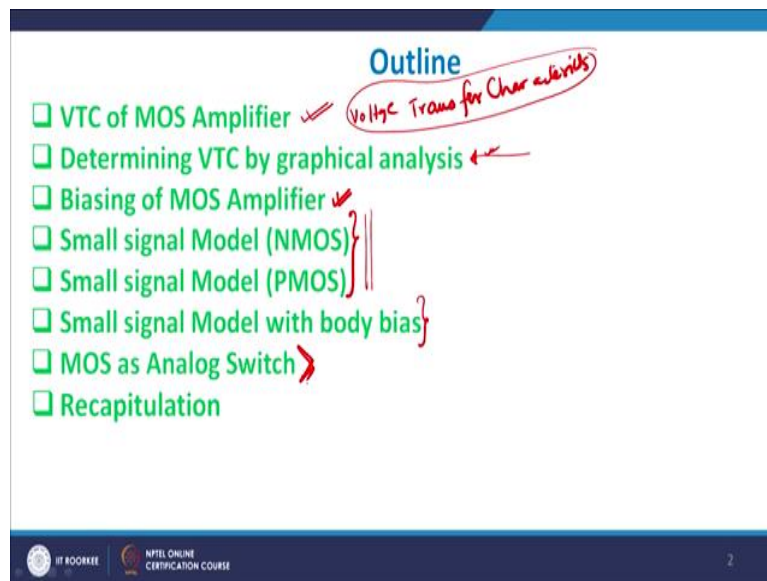 Outline
Voltge Transfer Characteristics
❑ VTC of MOS Amplifier
❑ Determining VTC by graphical analysis
❑ Biasing of MOS Amplifier
❑ Small signal Model (NMOS)
❑ Small signal Model (PMOS)
❑ Small signal Model with body bias
❑ MOS as Analog Switch
❑ Recapitulation
IIT ROORKEE
NPTEL ONLINE
CERTIFICATION COURSE
2